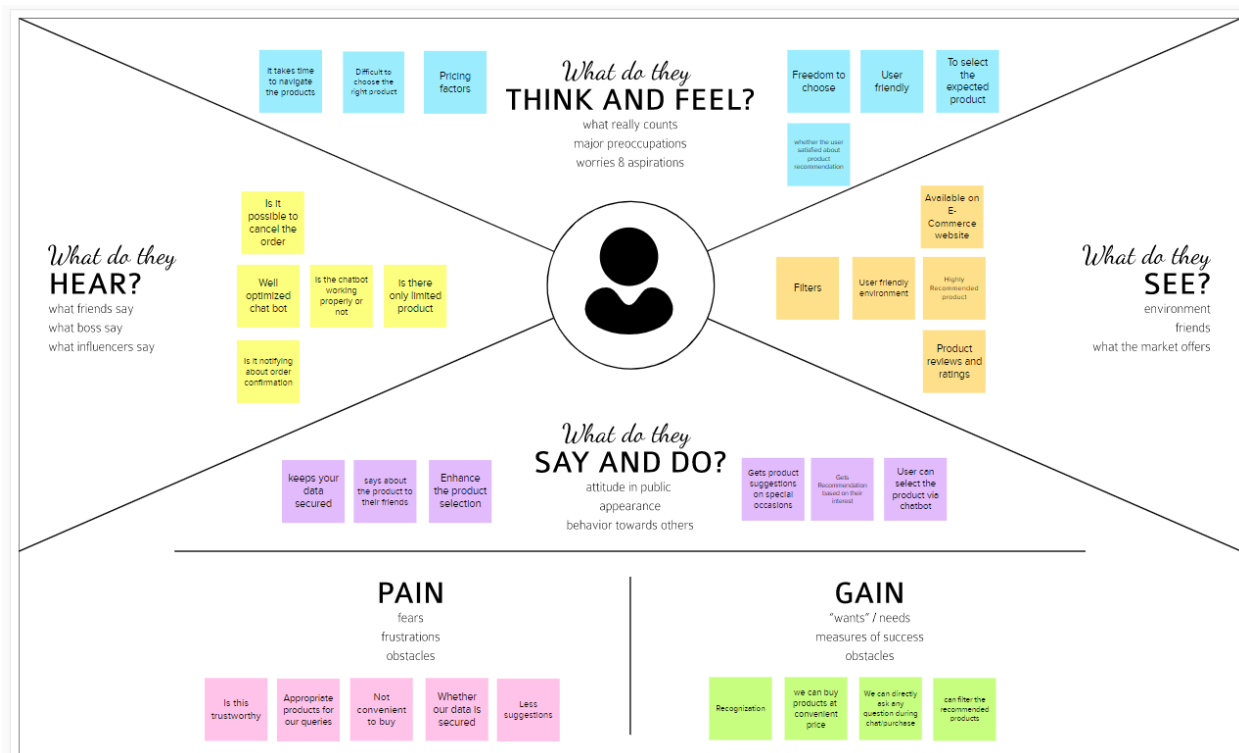 It takes time
to navigate
the products
Difficult to
choose the
right product
Pricing
factors
What do they
THINK AND FEEL?
what really counts
major preoccupations
worries & aspirations
Freedom to
choose
User
friendly
To select
the
expected
product
whether the user
satisfied about
product
recommendation
What do they
HEAR?
what friends say
what boss say
what influencers say
Is it
possible to
cancel the
order
Well
optimized
chat bot
Is the chatbot
working
properly or
not
Is there
only limited
product
Is it notifying
about order
confirmation
Available on
E-
Commerce
website
Filters
User friendly
environment
Highly
Recommended
product
Product
reviews and
ratings
What do they
SEE?
environment
friends
what the market offers
What do they
SAY AND DO?
attitude in public
appearance
behavior towards others
keeps your
data
secured
says about
the product to
their friends
Enhance
the product
selection
Gets product
suggestions
on special
occasions
Gets
Recommendation
based on their
interest
User can
select the
product via
chatbot
PAIN
fears
frustrations
obstacles
Is this
trustworthy
Appropriate
products for
our queries
Not
convenient
to buy
Whether
our data is
secured
Less
suggestions
GAIN
“wants” / needs
measures of success
obstacles
Recognization
we can buy
products at
convenient
price
We can directly
ask any
question during
chat/purchase
can filter the
recommended
products